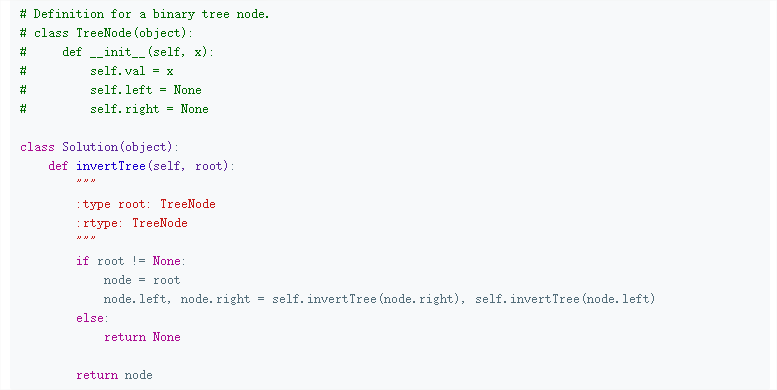 # Definition for a binary tree node.
# class TreeNode(object):
#     def __init__(self, x):
#         self.val = x
#         self.left = None
#         self.right = None

class Solution(object):
    def invertTree(self, root):
        """
        :type root: TreeNode
        :rtype: TreeNode
        """
        if root != None:
            node = root
            node.left, node.right = self.invertTree(node.right), self.invertTree(node.left)
        else:
            return None

        return node